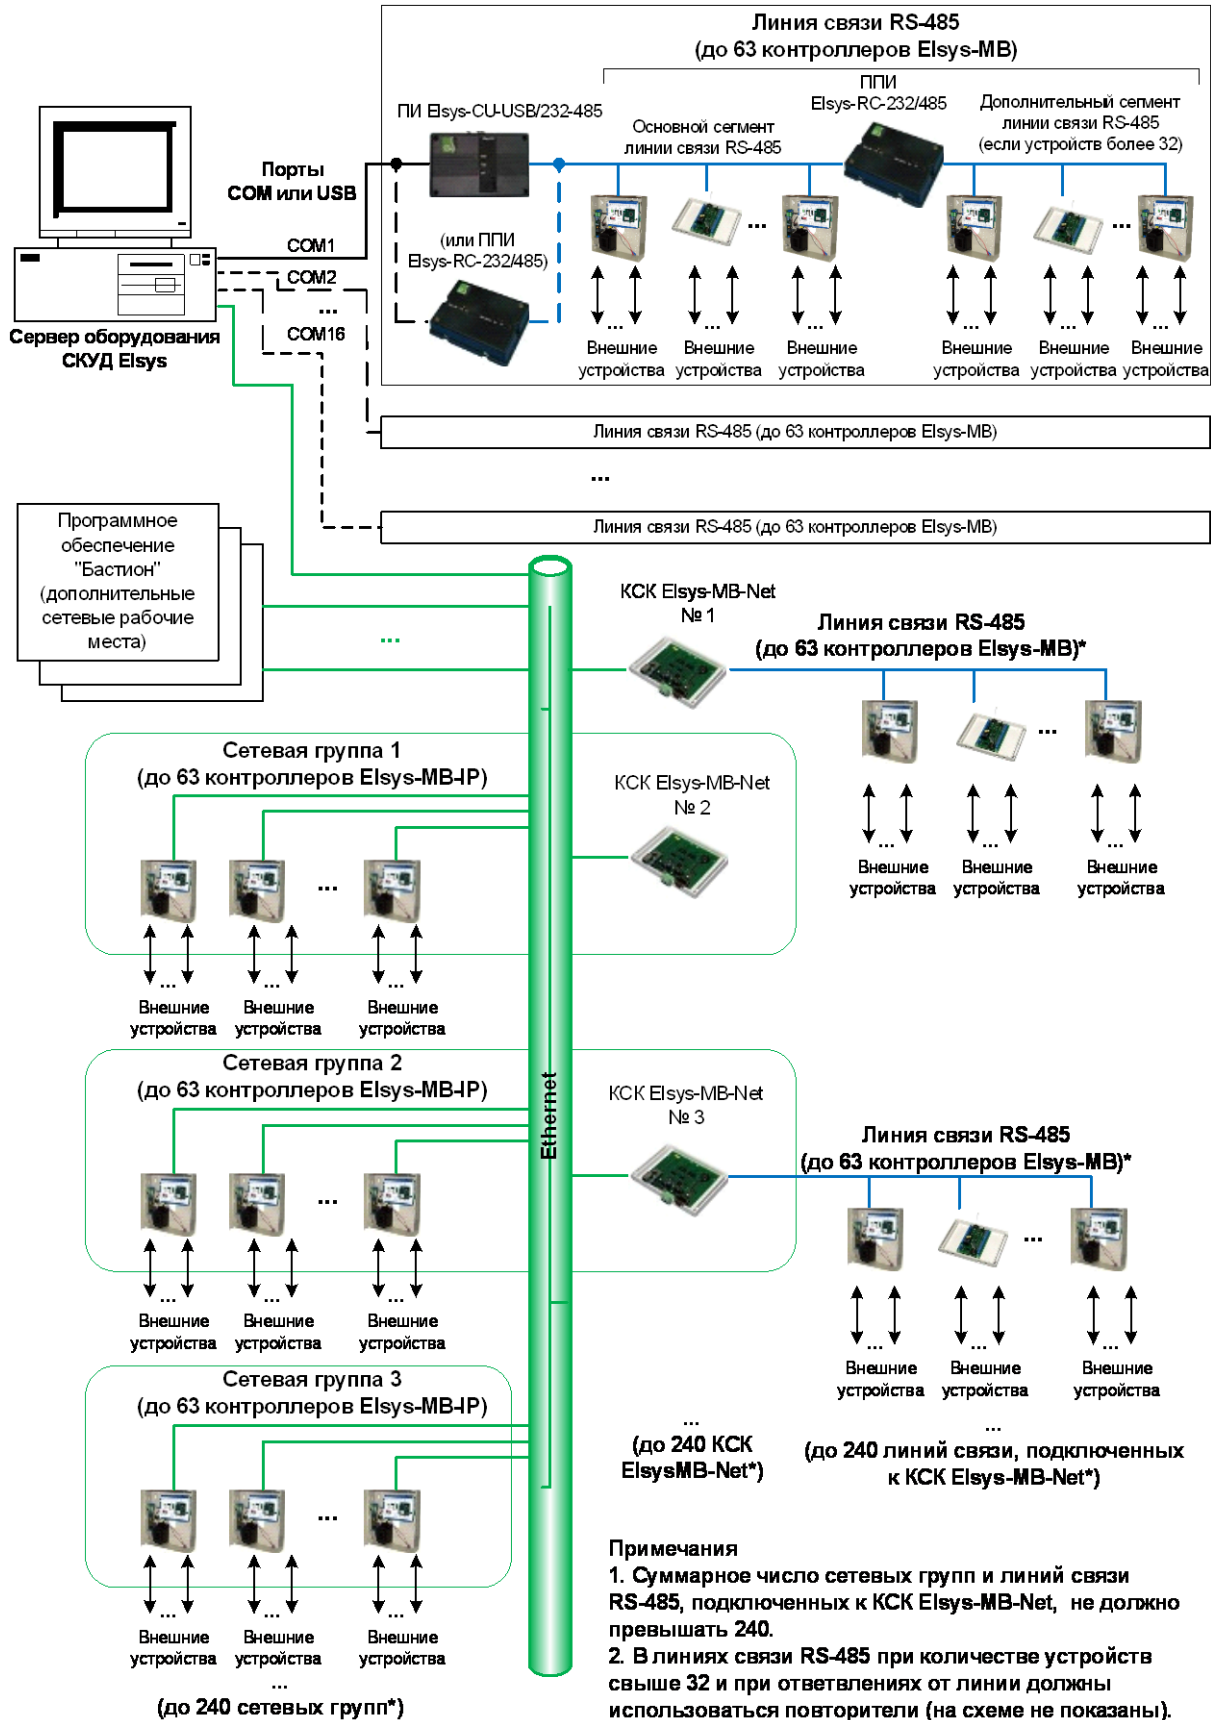 Линия связи RS-485
(до 63 контроллеров Elsys-MB)
ППИ
Elsys-RC-232/485
ПИ Elsys-CU-USB/232-485
Основной сегмент
линии связи RS-485
Дополнительный сегмент
линии связи RS-485
(если устройств более 32)
Порты
COM или USB
COM1
(или ППИ
Elsys-RC-232/485)
...
...
COM2
...
COM16
Сервер оборудования
СКУД Elsys
...
...
...
...
...
...
Внешние
устройства
Внешние
устройства
Внешние
устройства
Внешние
устройства
Внешние
устройства
Внешние
устройства
Линия связи RS-485 (до 63 контроллеров Elsys-MB)
...
Линия связи RS-485 (до 63 контроллеров Elsys-MB)
Программное
обеспечение
"Бастион"
(дополнительные
сетевые рабочие
места)
...
КСК Elsys-MB-Net
№ 1
Линия связи RS-485
(до 63 контроллеров Elsys-MB)*
...
...
...
...
Внешние
устройства
Внешние
устройства
Внешние
устройства
Сетевая группа 1
(до 63 контроллеров Elsys-MB-IP)
КСК Elsys-MB-Net
№ 2
...
...
...
...
Внешние
устройства
Внешние
устройства
Внешние
устройства
Ethernet
Сетевая группа 2
(до 63 контроллеров Elsys-MB-IP)
КСК Elsys-MB-Net
№ 3
Линия связи RS-485
(до 63 контроллеров Elsys-MB)*
...
...
...
...
...
...
...
...
Внешние
устройства
Внешние
устройства
Внешние
устройства
Внешние
устройства
Внешние
устройства
Внешние
устройства
Сетевая группа 3
(до 63 контроллеров Elsys-MB-IP)
...
...
...
...
Внешние
устройства
Внешние
устройства
Внешние
устройства
...
(до 240 сетевых групп*)
...
(до 240 КСК
ElsysMB-Net*)
...
(до 240 линий связи, подключенных
к КСК Elsys-MB-Net*)
Примечания
1. Суммарное число сетевых групп и линий связи
RS-485, подключенных к КСК Elsys-MB-Net, не должно
превышать 240.
2. В линиях связи RS-485 при количестве устройств
свыше 32 и при ответвлениях от линии должны
использоваться повторители (на схеме не показаны).